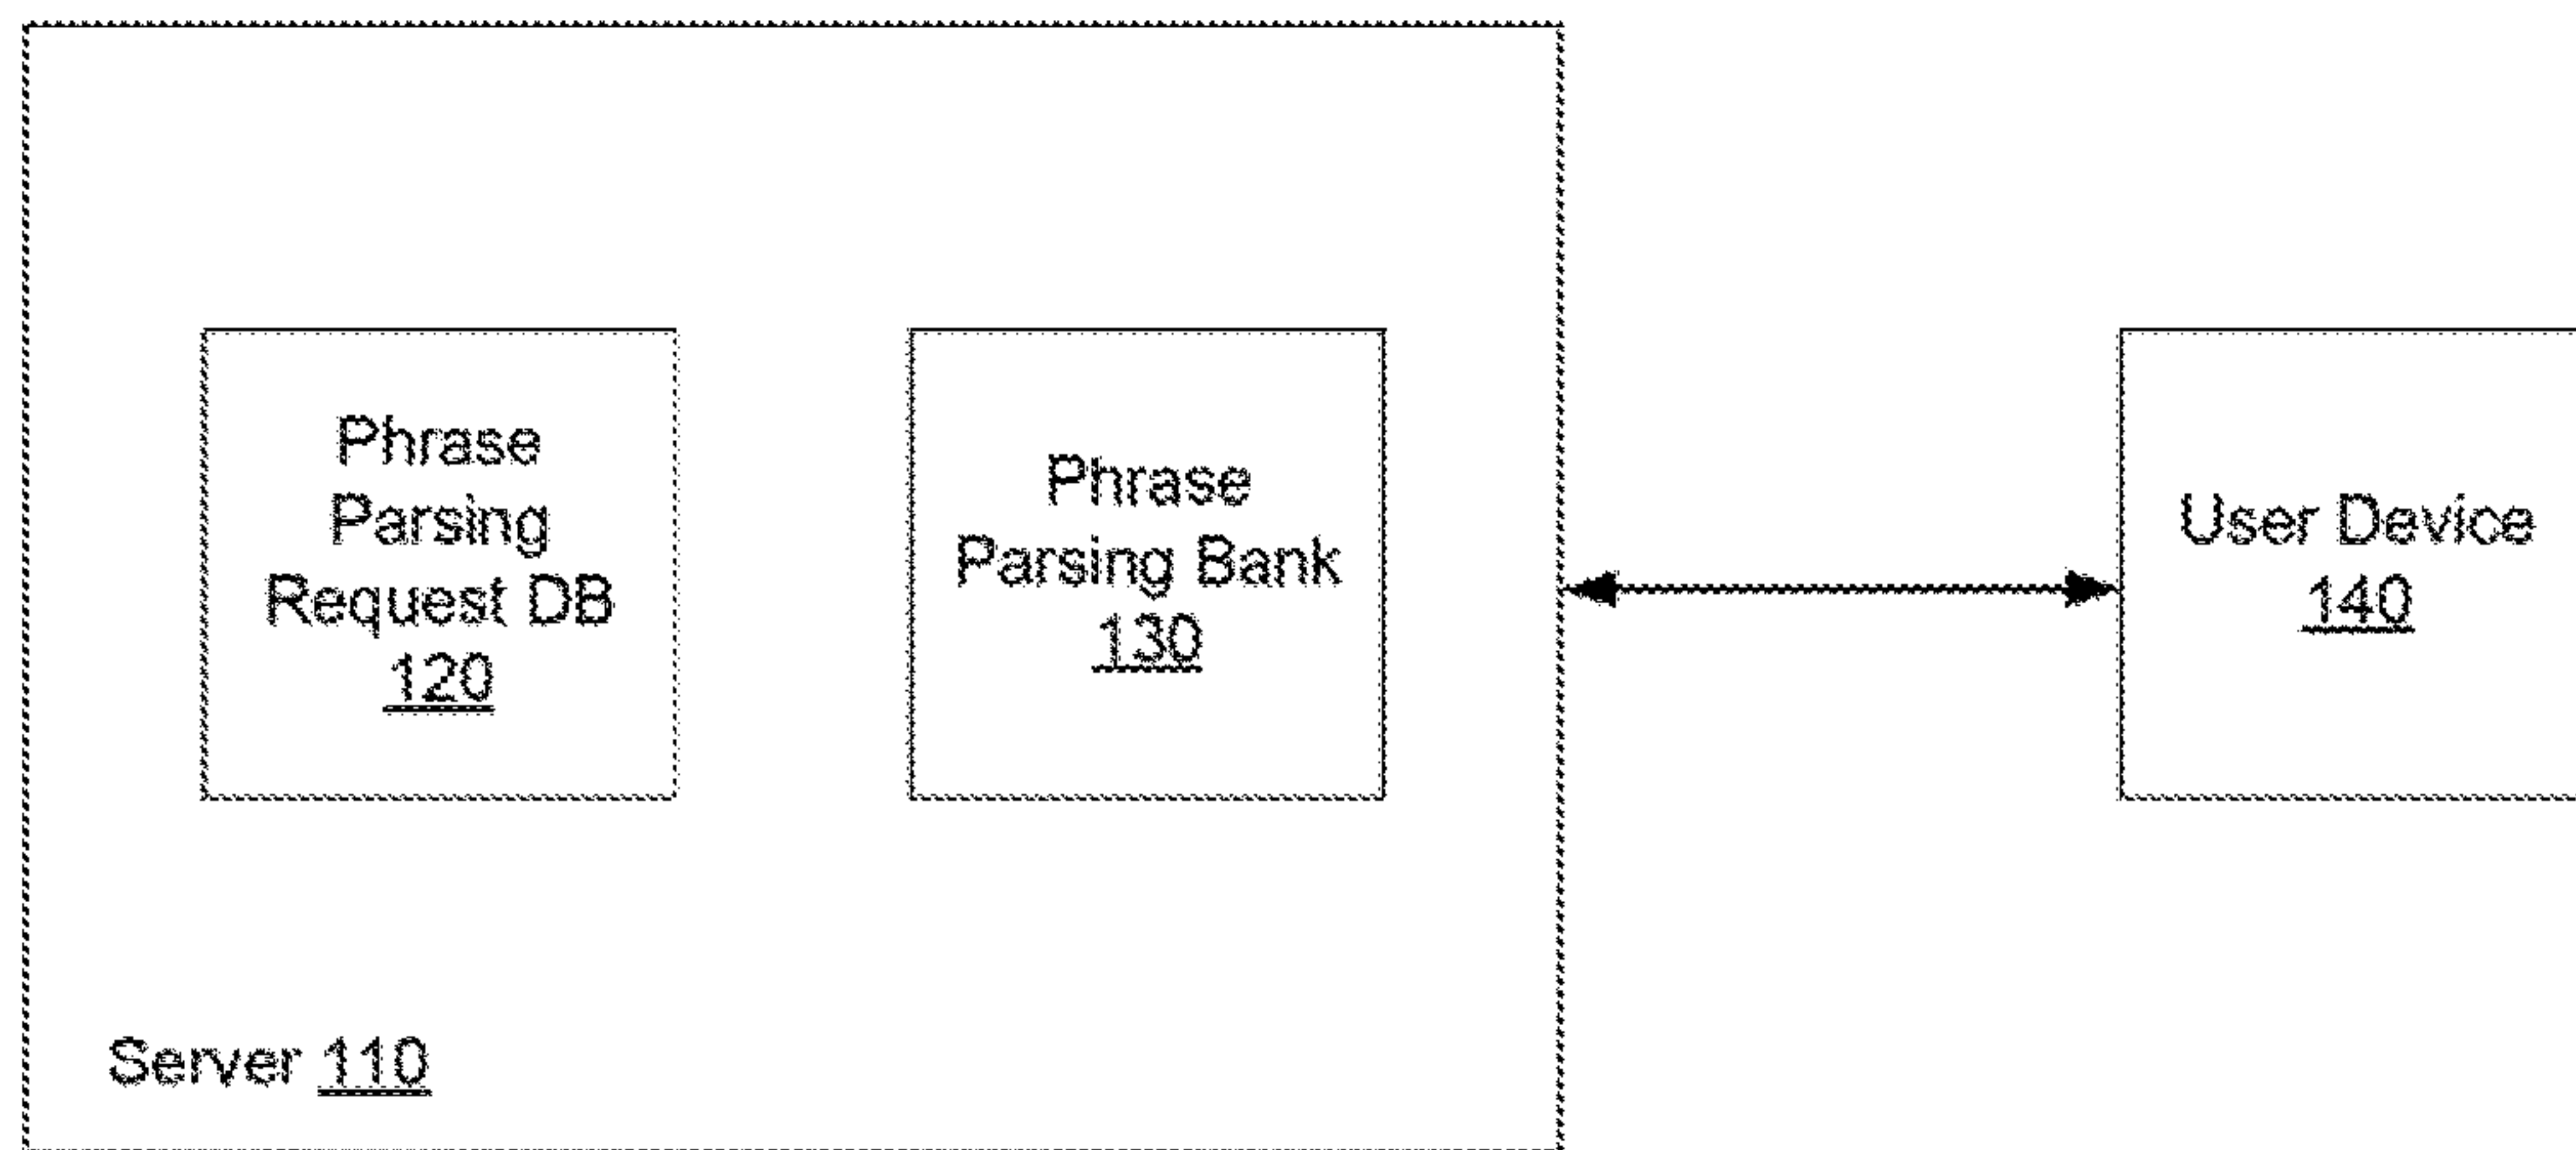 Phrase
Parsing
Request DB
120
Phrase
Parsing Bank
130
User Device
140
Server 110